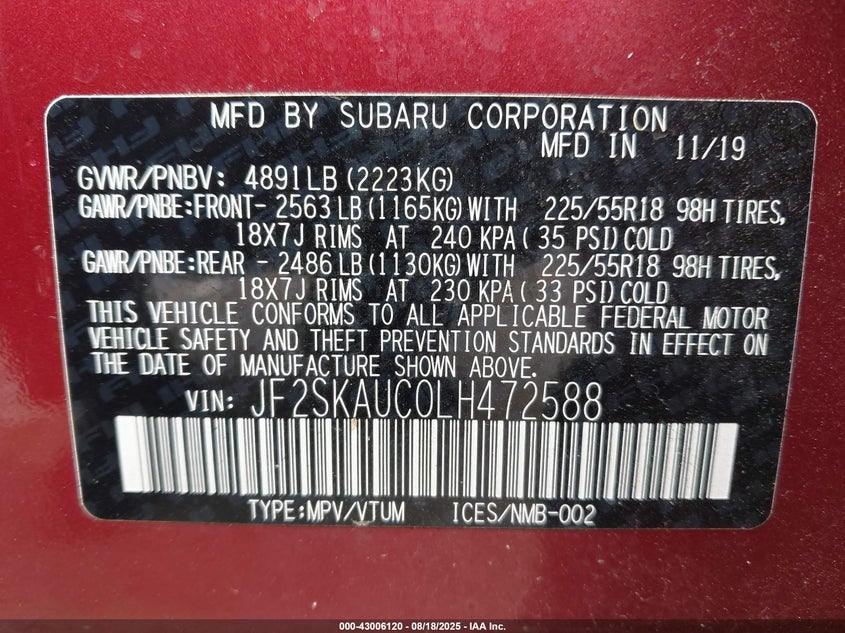 MFD BY SUBARU CORPORATION
MFD IN 11/19
GVWR/PNBV: 4891LB (2223KG)
GAWR/PNBE:FRONT- 2563LB (1165KG) WITH 225/55R18 98H TIRES,
18X7J RIMS AT 240 KPA ( 35 PSI) COLD
GAWR/PNBE:REAR - 2486LB (1130KG) WITH 225/55R18 98H TIRES,
18X7J RIMS AT 230 KPA ( 33 PSI) COLD
THIS VEHICLE CONFORMS TO ALL APPLICABLE FEDERAL MOTOR
VEHICLE SAFETY AND THEFT PREVENTION STANDARDS IN EFFECT ON
THE DATE OF MANUFACTURE SHOWN ABOVE.
VIN: JF2SKAUC0LH472588
TYPE:MPV/VTUM ICES/NMB-002
000-43006120 - 08/18/2025 - IAA Inc.